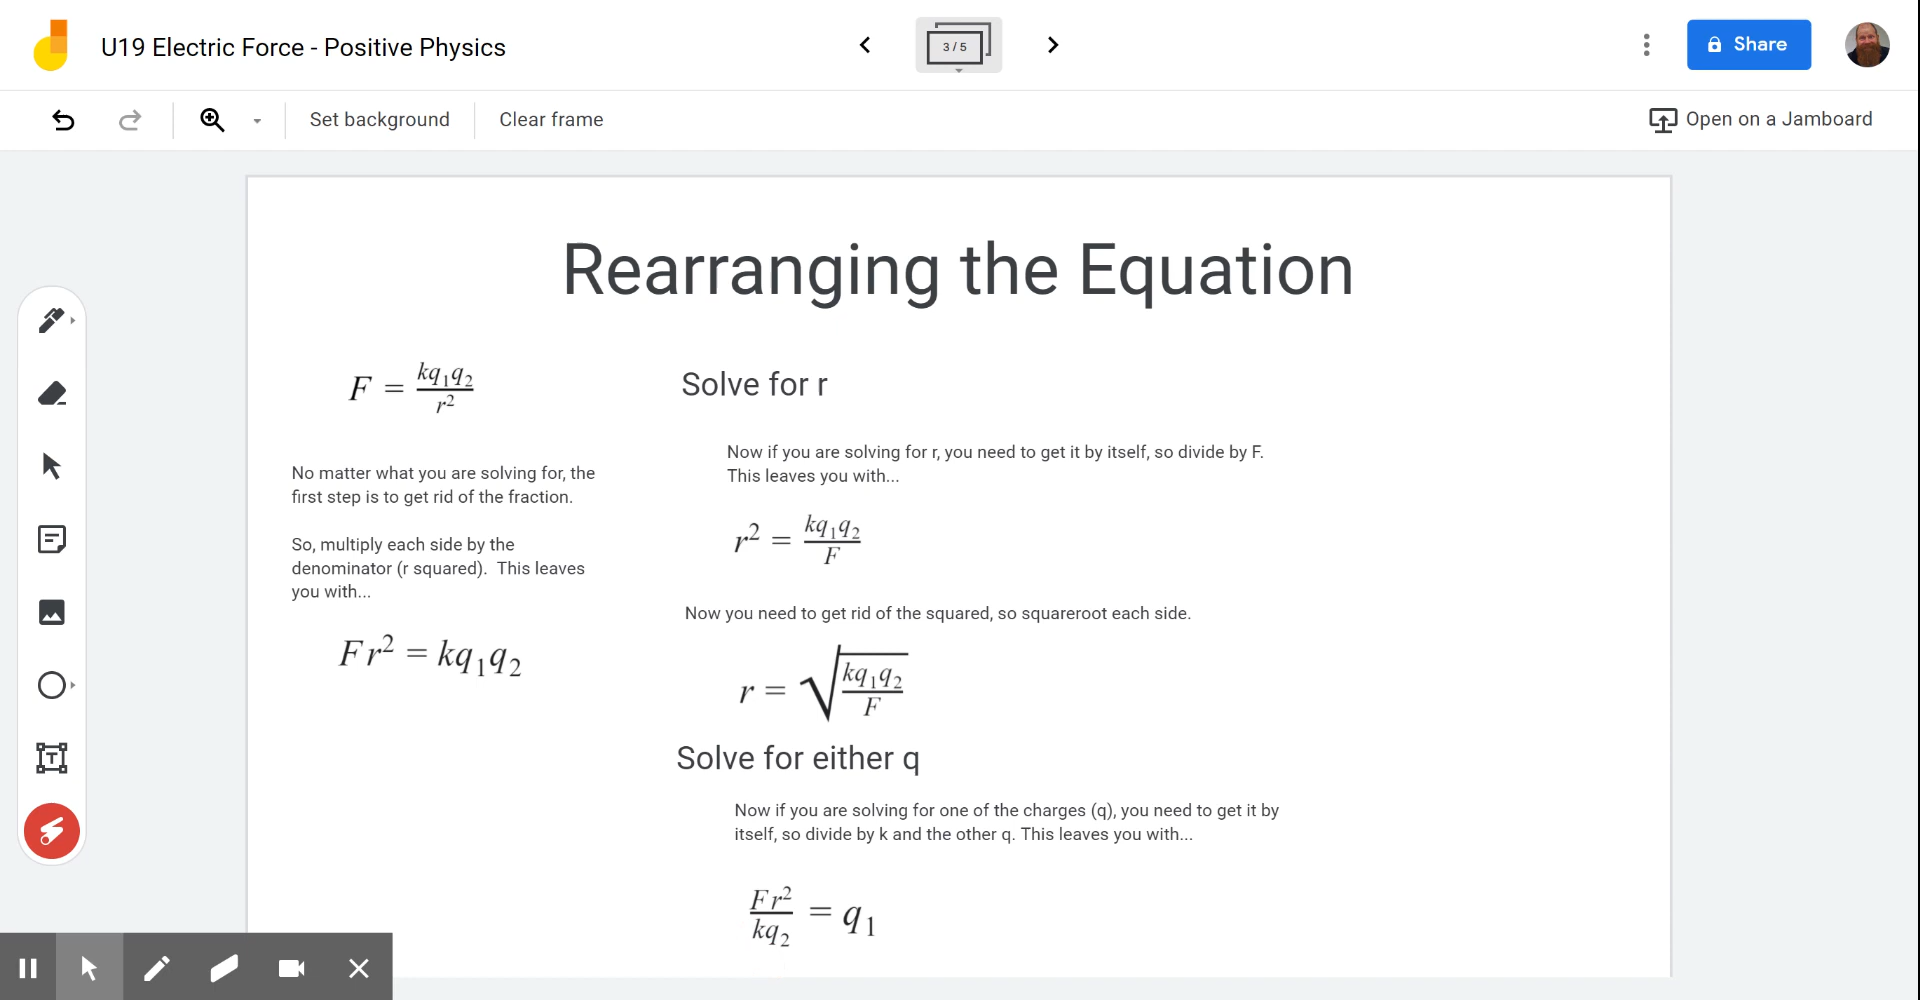 U19 Electric Force - Positive Physics
3 / 5
Share
Set background
Clear frame
Open on a Jamboard
Rearranging the Equation
F = kq₁q₂ / r²
No matter what you are solving for, the
first step is to get rid of the fraction.
So, multiply each side by the
denominator (r squared).  This leaves
you with...
Fr² = kq₁q₂
Solve for r
Now if you are solving for r, you need to get it by itself, so divide by F.
This leaves you with...
r² = kq₁q₂ / F
Now you need to get rid of the squared, so squareroot each side.
r = √(kq₁q₂ / F)
Solve for either q
Now if you are solving for one of the charges (q), you need to get it by
itself, so divide by k and the other q. This leaves you with...
Fr² / kq₂ = q₁